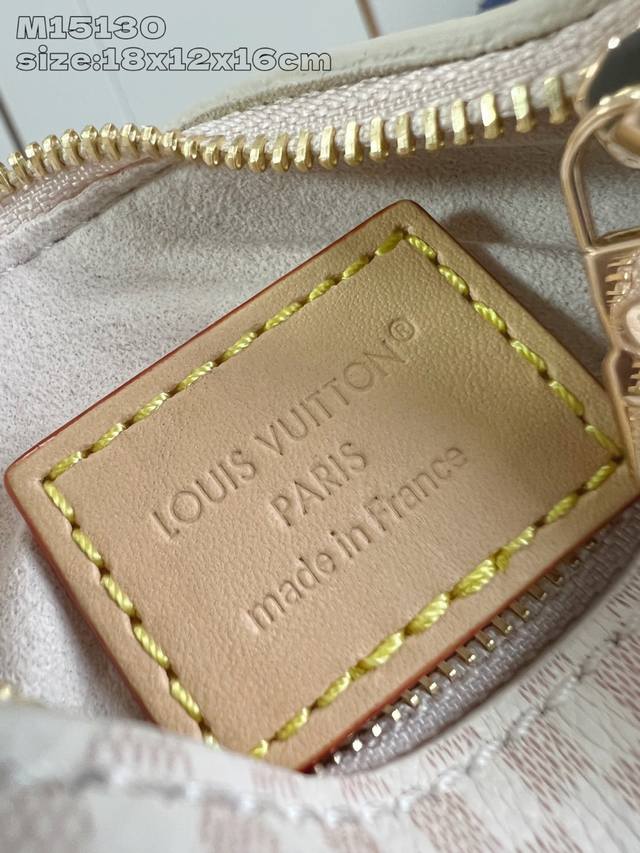 M15130
size:18x12x16cm
LOUIS VUITTON®
PARIS
made in France